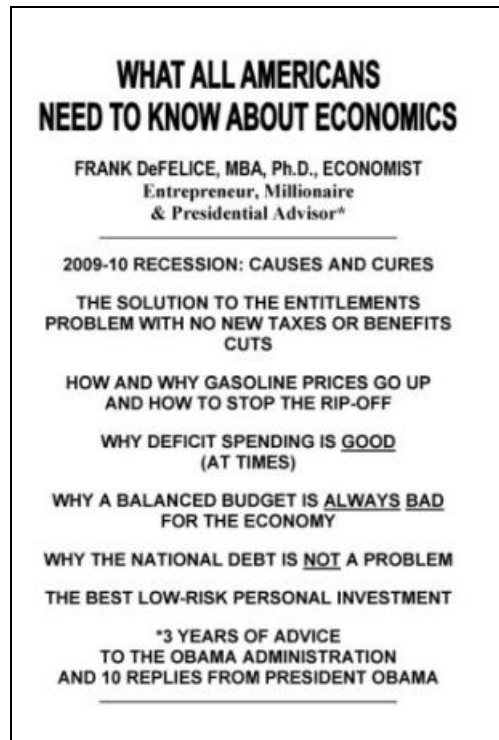 WHAT ALL AMERICANS
NEED TO KNOW ABOUT ECONOMICS
FRANK DeFELICE, MBA, Ph.D., ECONOMIST
Entrepreneur, Millionaire
& Presidential Advisor*
2009-10 RECESSION: CAUSES AND CURES
THE SOLUTION TO THE ENTITLEMENTS
PROBLEM WITH NO NEW TAXES OR BENEFITS
CUTS
HOW AND WHY GASOLINE PRICES GO UP
AND HOW TO STOP THE RIP-OFF
WHY DEFICIT SPENDING IS GOOD
(AT TIMES)
WHY A BALANCED BUDGET IS ALWAYS BAD
FOR THE ECONOMY
WHY THE NATIONAL DEBT IS NOT A PROBLEM
THE BEST LOW-RISK PERSONAL INVESTMENT
*3 YEARS OF ADVICE
TO THE OBAMA ADMINISTRATION
AND 10 REPLIES FROM PRESIDENT OBAMA